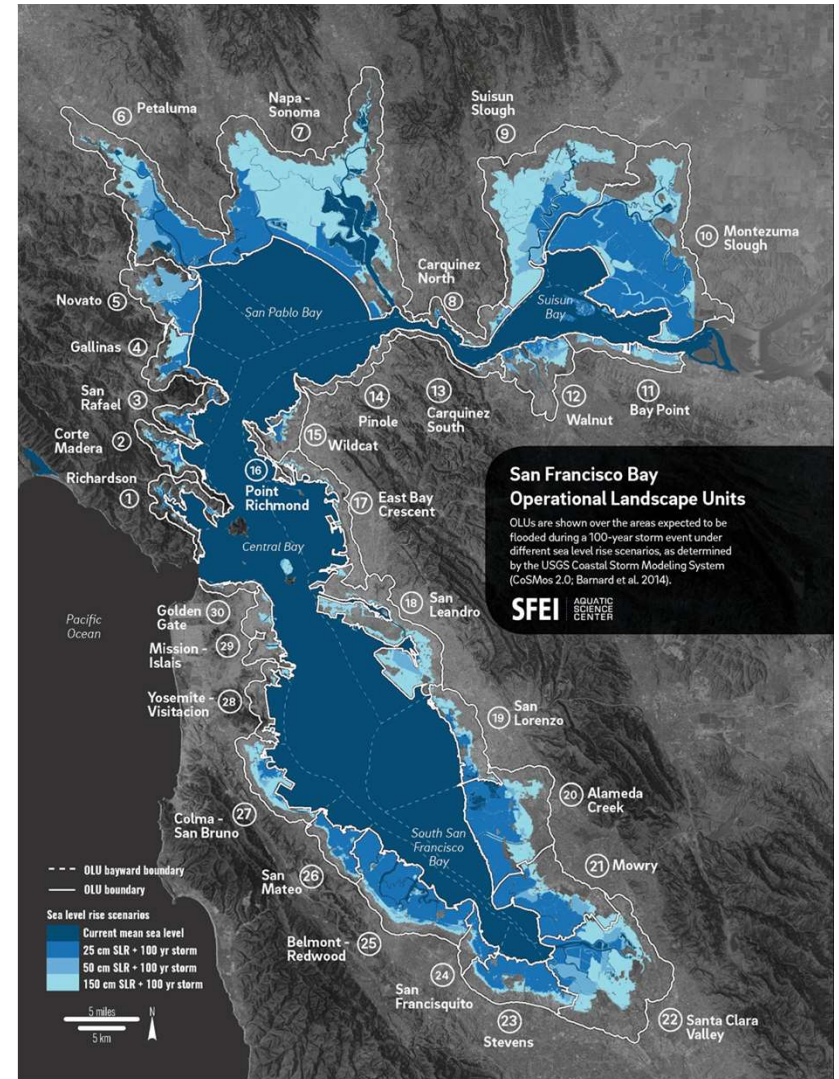 6
Petaluma
Napa -
Sonoma
7
Suisun
Slough
9
10
Montezuma
Slough
Carquinez
North
8
Suisun
Bay
San Pablo Bay
Novato
5
Gallinas
4
San
Rafael
3
Corte
Madera
2
Richardson
1
14
Pinole
13
Carquinez
South
12
Walnut
11
Bay Point
15
Wildcat
16
Point
Richmond
17
East Bay
Crescent
Central Bay
San Francisco Bay
Operational Landscape Units
OLUs are shown over the areas expected to be
flooded during a 100-year storm event under
different sea level rise scenarios, as determined
by the USGS Coastal Storm Modeling System
(CoSMos 2.0; Barnard et al. 2014).
SFEI
AQUATIC
SCIENCE
CENTER
Pacific
Ocean
Golden
Gate
30
Mission -
Islais
29
Yosemite -
Visitacion
28
18
San
Leandro
19
San
Lorenzo
20
Alameda
Creek
21
Mowry
Colma -
San Bruno
27
South San
Francisco
Bay
San
Mateo
26
Belmont -
Redwood
25
24
San
Francisquito
23
Stevens
22
Santa Clara
Valley
OLU bayward boundary
OLU boundary
Sea level rise scenarios
Current mean sea level
25 cm SLR + 100 yr storm
50 cm SLR + 100 yr storm
150 cm SLR + 100 yr storm
5 miles
5 km
N